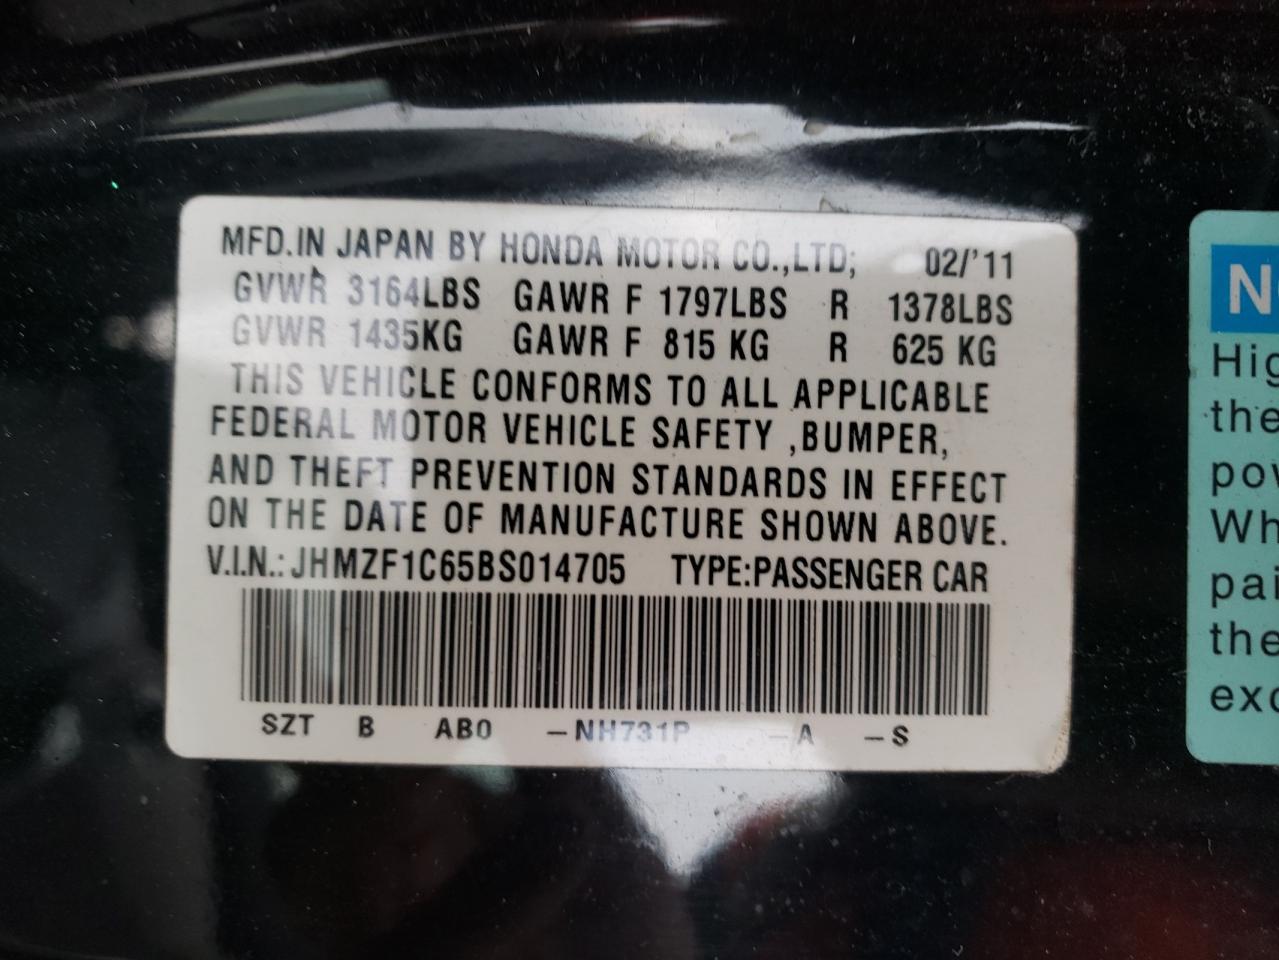 MFD.IN JAPAN BY HONDA MOTOR CO.,LTD; 02/'11
GVWR 3164LBS GAWR F 1797LBS R 1378LBS
GVWR 1435KG GAWR F 815 KG R 625 KG
THIS VEHICLE CONFORMS TO ALL APPLICABLE
FEDERAL MOTOR VEHICLE SAFETY ,BUMPER,
AND THEFT PREVENTION STANDARDS IN EFFECT
ON THE DATE OF MANUFACTURE SHOWN ABOVE.
V.I.N.: JHMZF1C65BS014705 TYPE:PASSENGER CAR
SZT B AB0 -NH731P -A -S
N
Hig
the
pow
Wh
pai
the
exc